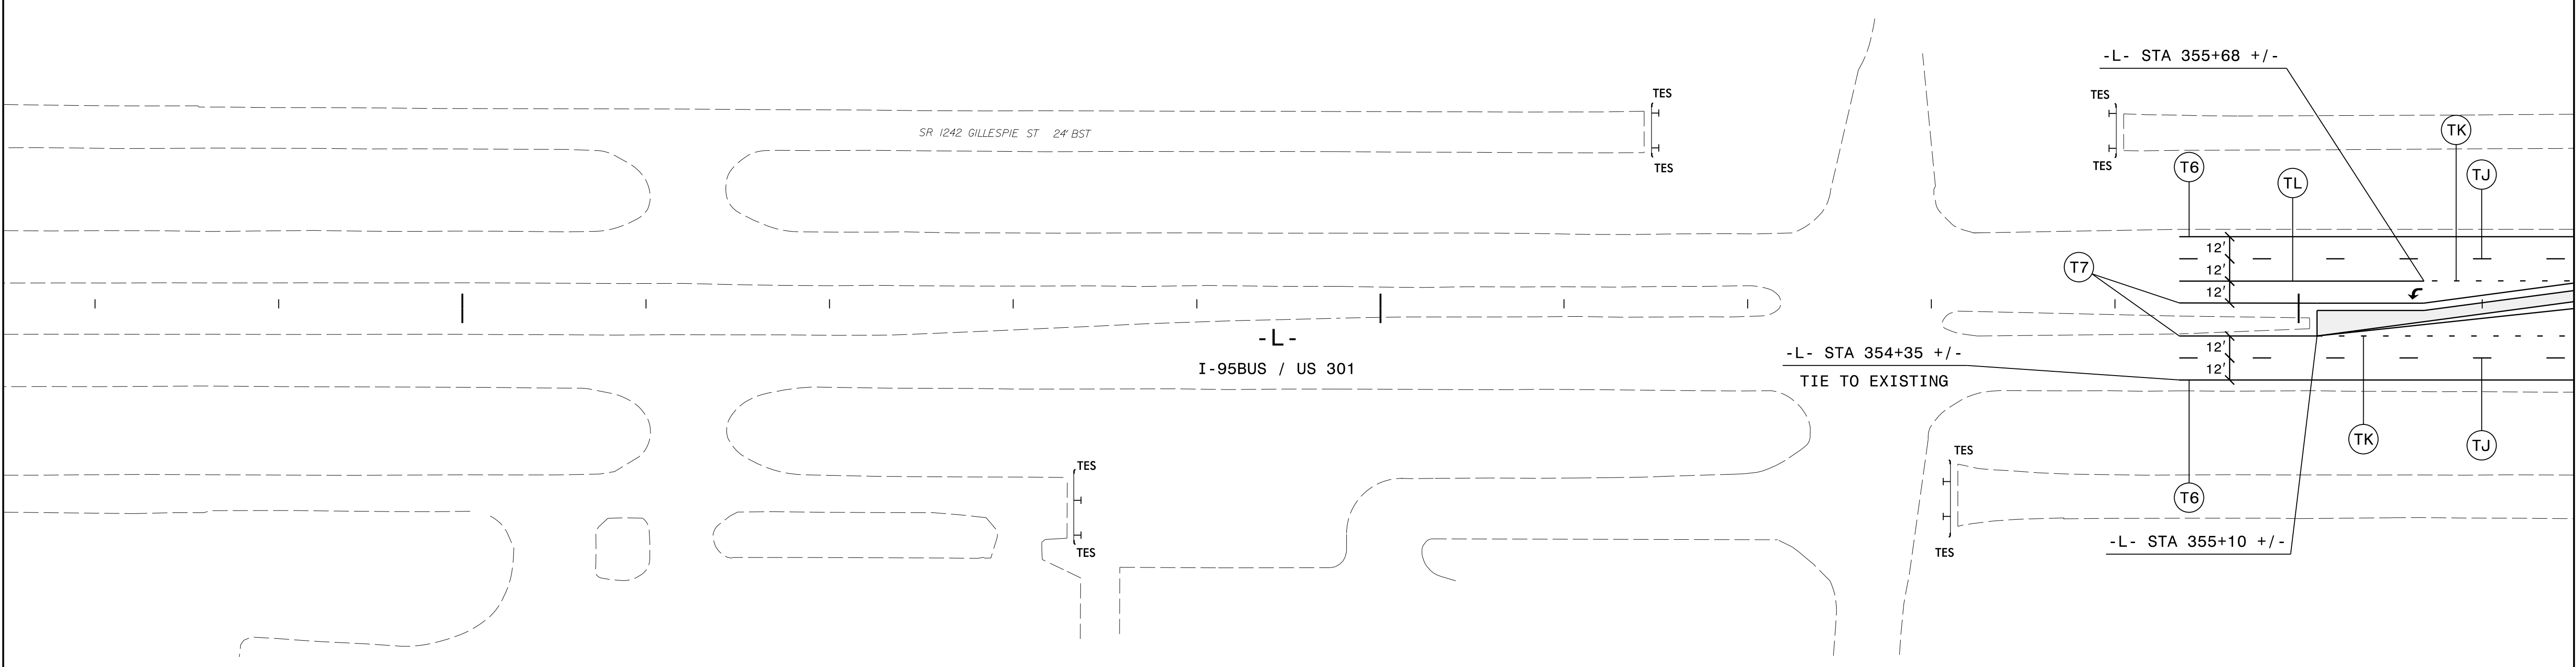 -L- STA 355+68 +/-
TES
TES
TK
SR 1242 GILLESPIE ST 24' BST
TES
TES
T6
TJ
TL
12'
12'
12'
T7
-L-
I-95BUS / US 301
-L- STA 354+35 +/-
TIE TO EXISTING
12'
12'
TK
TJ
TES
TES
T6
TES
TES
-L- STA 355+10 +/-